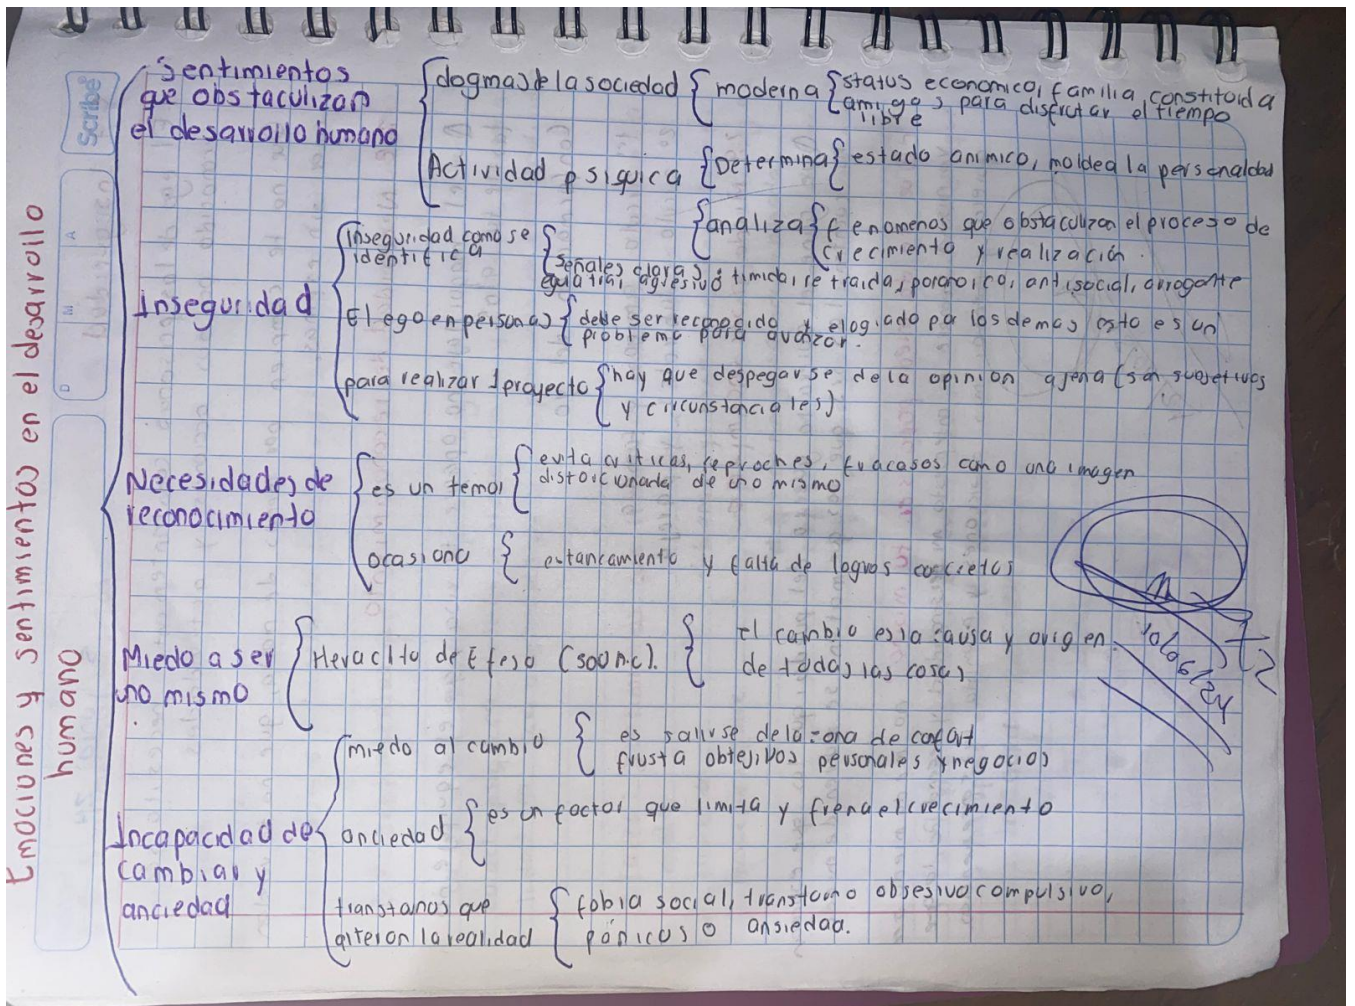 Emociones y sentimientos en el desarrollo
humano
Scribe
Sentimientos
que obstaculizan
el desarrollo humano
dogmas de la sociedad
moderna
status economico, familia constituida
amigos para disfrutar el tiempo
libre
Actividad psiquica
Determina
estado animico, moldea la personalidad
analiza
fenomenos que obstaculizan el proceso de
crecimiento y realización.
Inseguridad
Inseguridad como se
identifica
señales claras: timida, retraida, paranoico, antisocial, arrogante
agresivo
El ego en personas
debe ser reconocido y elogiado por los demas esto es un
problema para avanzar.
para realizar 1 proyecto
hay que despegarse de la opinion ajena (son subjetivos
y circunstanciales)
Necesidades de
reconocimiento
es un temor
evita criticas, reproches, fracasos como una imagen
distorcionada de uno mismo
ocasiona
estancamiento y falta de logros concretos
Miedo a ser
uno mismo
Heraclito de Efeso (500 n.c).
El cambio es la causa y origen
de todas las cosas
10/06/24
Incapacidad de
cambiar y
anciedad
miedo al cambio
es salirse de la zona de
frusta objetivos personales y negocios
anciedad
es un factor que limita y frena el crecimiento
transtornos que
alteran la realidad
fobia social, transtorno obsesivo compulsivo,
pánicos o ansiedad.